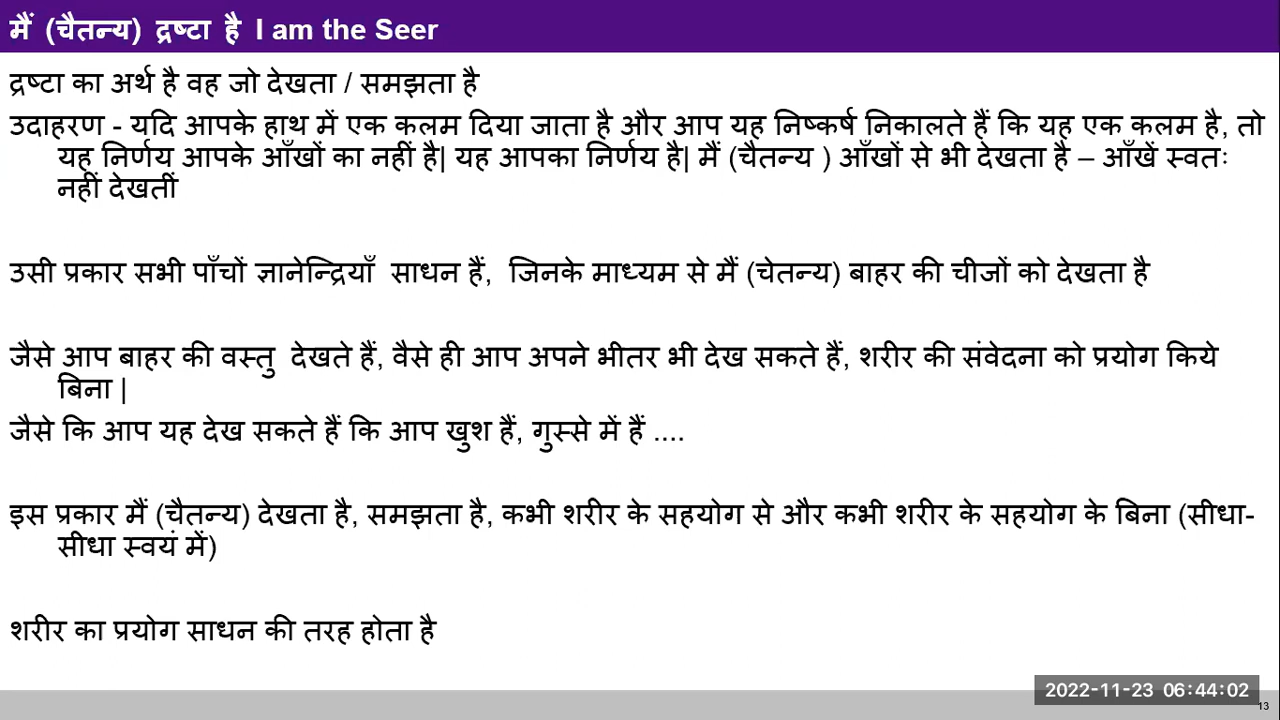 मैं (चैतन्य) द्रष्टा है I am the Seer
द्रष्टा का अर्थ है वह जो देखता / समझता है
उदाहरण - यदि आपके हाथ में एक कलम दिया जाता है और आप यह निष्कर्ष निकालते हैं कि यह एक कलम है, तो
यह निर्णय आपके आँखों का नहीं है| यह आपका निर्णय है| मैं (चैतन्य ) आँखों से भी देखता है – आँखें स्वतः
नहीं देखतीं
उसी प्रकार सभी पाँचों ज्ञानेन्द्रियाँ साधन हैं, जिनके माध्यम से मैं (चेतन्य) बाहर की चीजों को देखता है
जैसे आप बाहर की वस्तु देखते हैं, वैसे ही आप अपने भीतर भी देख सकते हैं, शरीर की संवेदना को प्रयोग किये
बिना |
जैसे कि आप यह देख सकते हैं कि आप खुश हैं, गुस्से में हैं ....
इस प्रकार मैं (चैतन्य) देखता है, समझता है, कभी शरीर के सहयोग से और कभी शरीर के सहयोग के बिना (सीधा-
सीधा स्वयं में)
शरीर का प्रयोग साधन की तरह होता है
2022-11-23 06:44:02
13